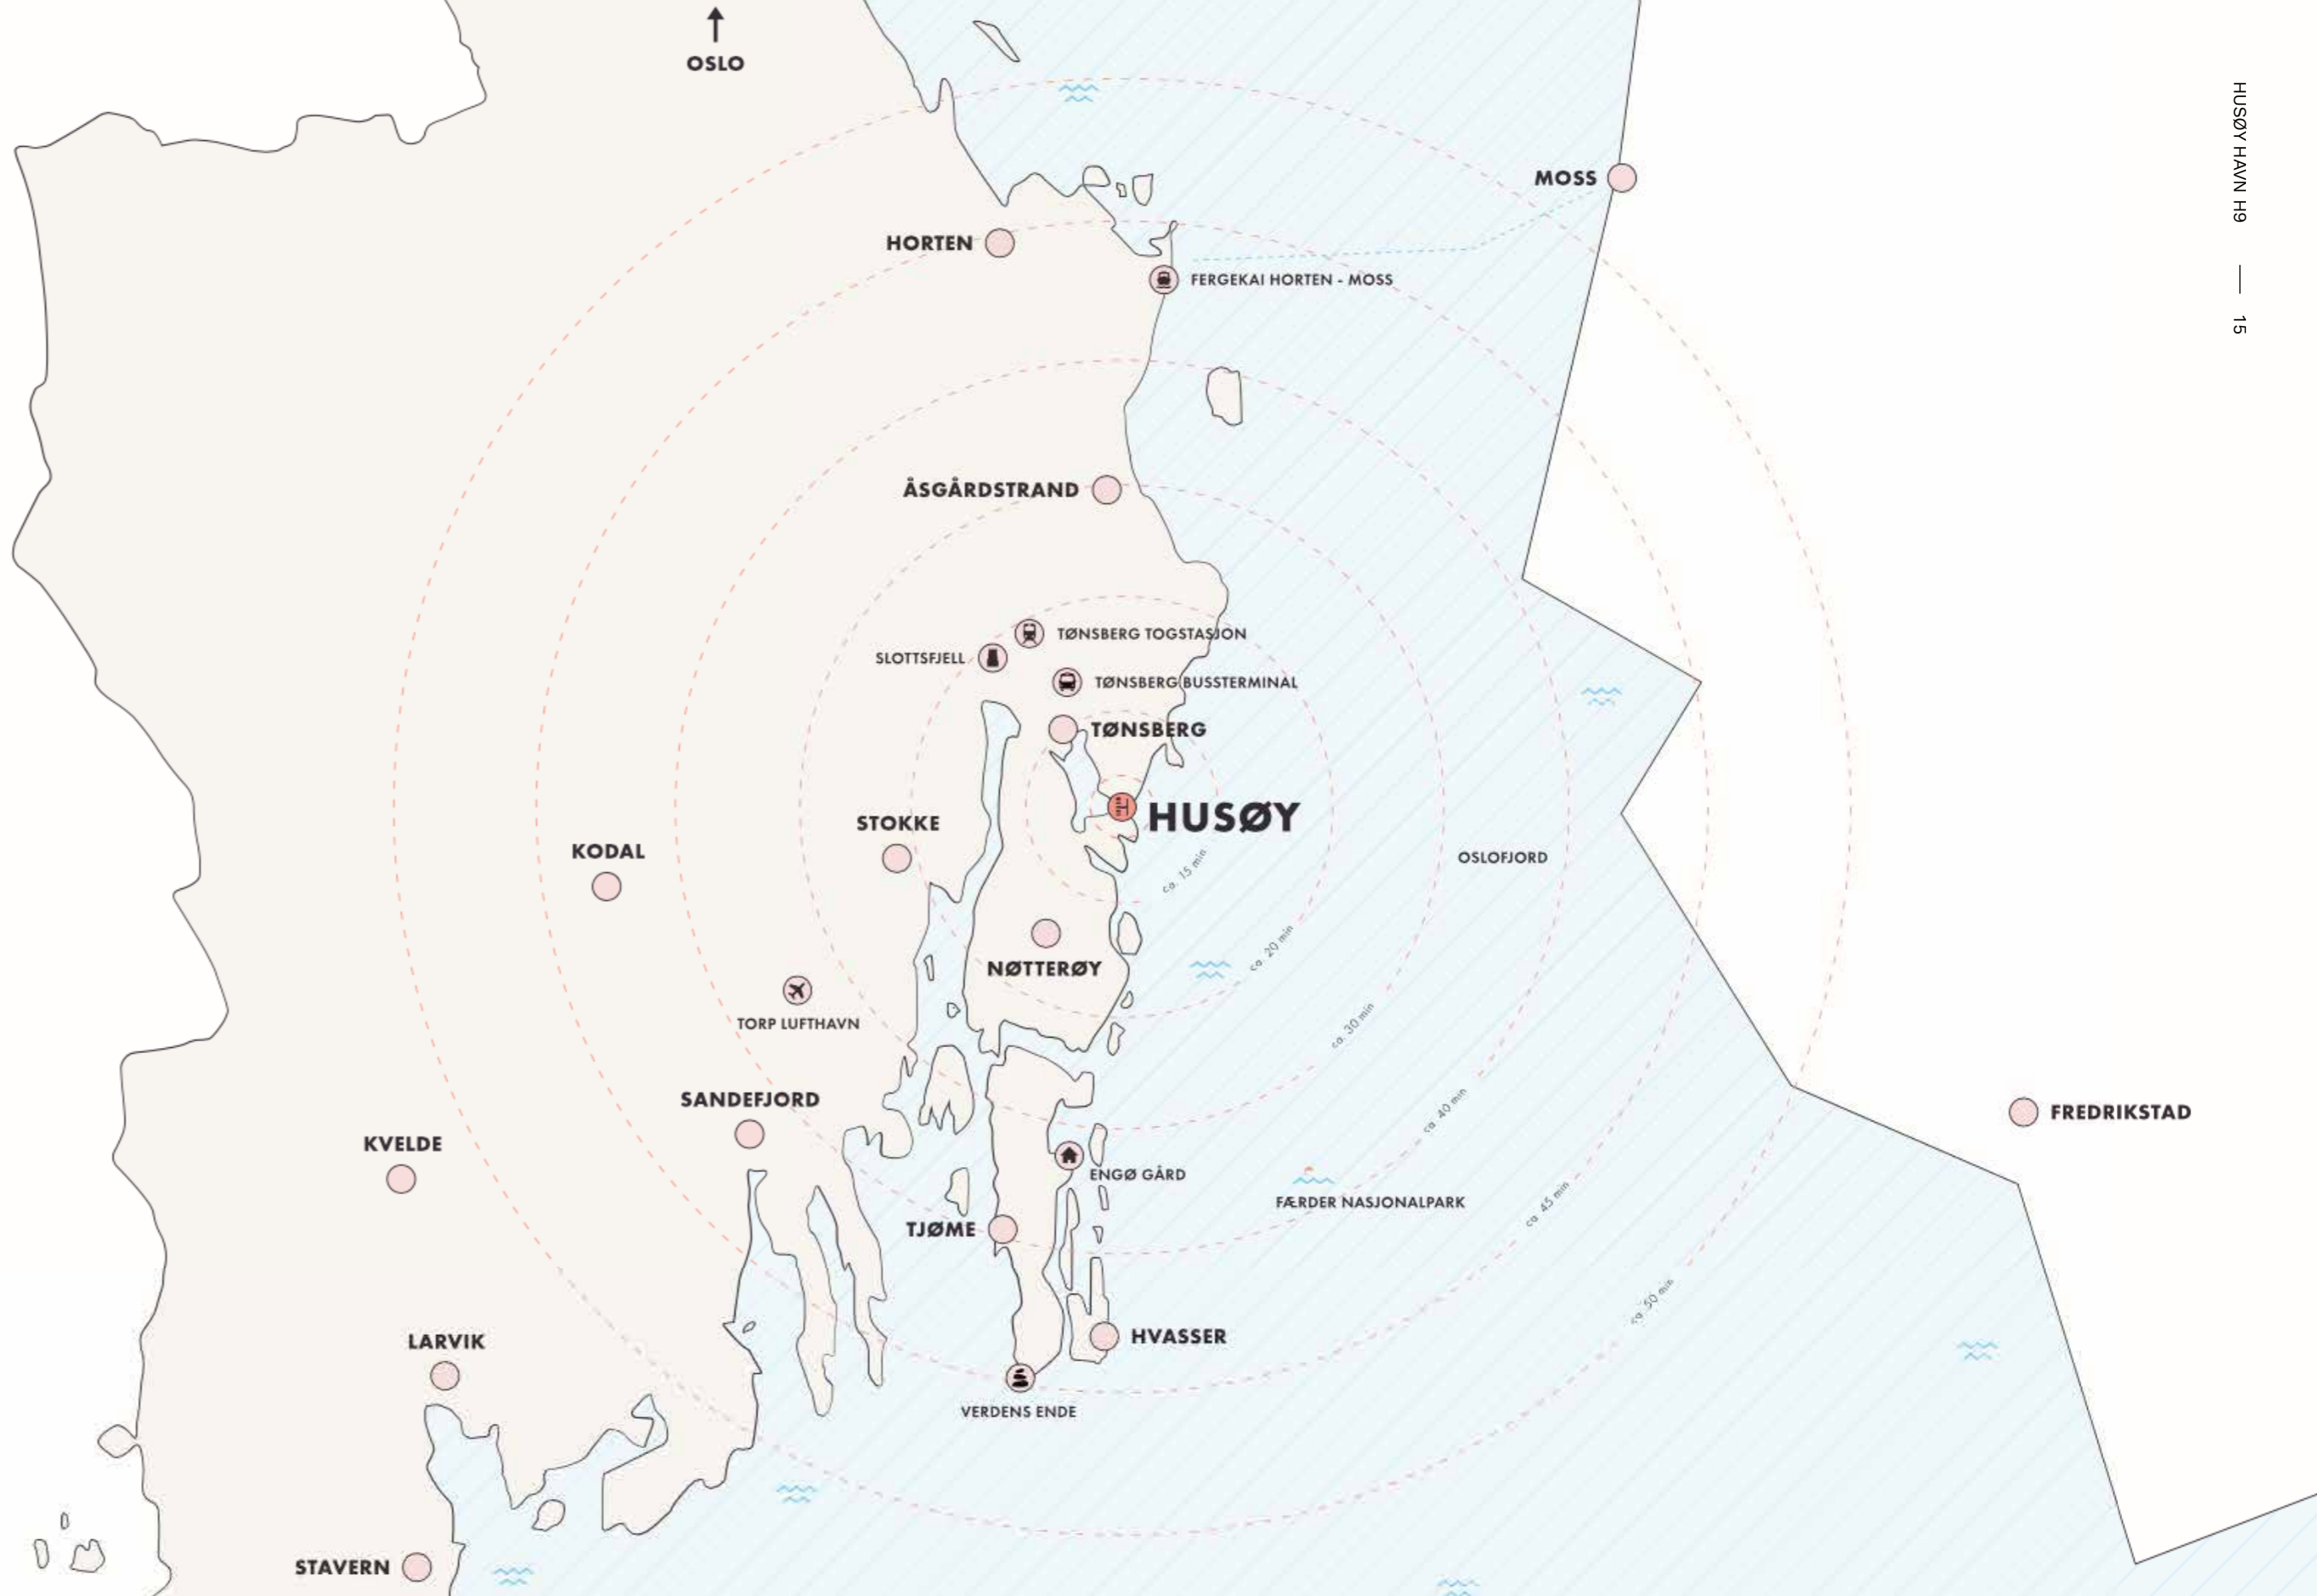 OSLO
HUSØY HAVN H9 — 15
MOSS
HORTEN
FERGEKAI HORTEN - MOSS
ÅSGÅRDSTRAND
TØNSBERG TOGSTASJON
SLOTTSFJELL
TØNSBERG BUSSTERMINAL
TØNSBERG
HUSØY
STOKKE
KODAL
OSLOFJORD
ca. 15 min
ca. 20 min
NØTTERØY
TORP LUFTHAVN
ca. 30 min
SANDEFJORD
ca. 40 min
FREDRIKSTAD
KVELDE
ENGØ GÅRD
FÆRDER NASJONALPARK
ca. 45 min
TJØME
ca. 50 min
HVASSER
LARVIK
VERDENS ENDE
STAVERN